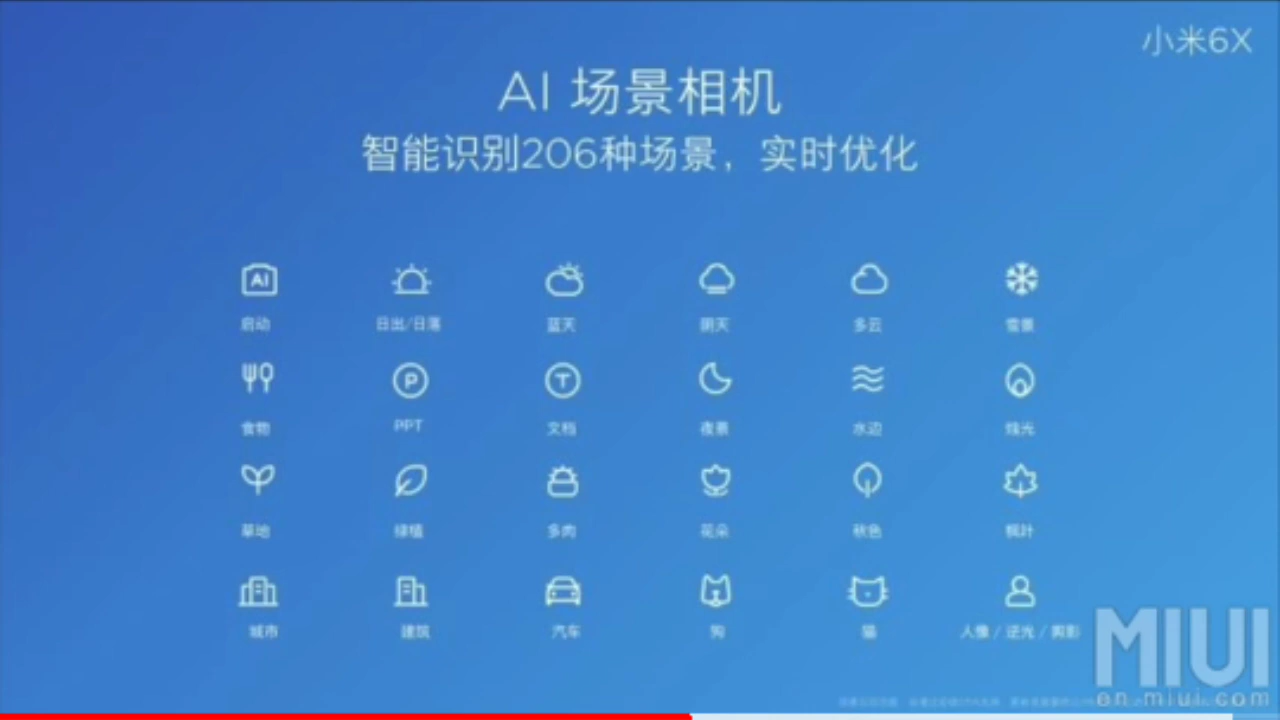 小米6X
AI 场景相机
智能识别206种场景，实时优化
AI
启动 日出/日落 蓝天 阴天 多云 雪景
P T
食物 PPT 文档 夜景 水边 烛光
草地 绿植 多肉 花朵 秋色 枫叶
城市 建筑 汽车 狗 猫 人像 / 逆光 / 剪影
MIUI
en.miui.com